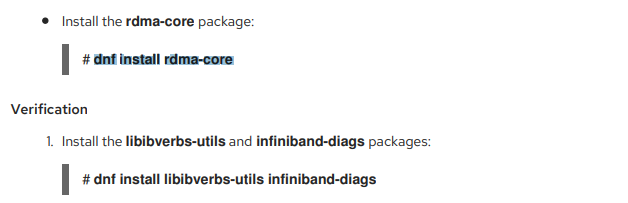 • Install the rdma-core package:
# dnf install rdma-core
Verification
1. Install the libibverbs-utils and infiniband-diags packages:
# dnf install libibverbs-utils infiniband-diags